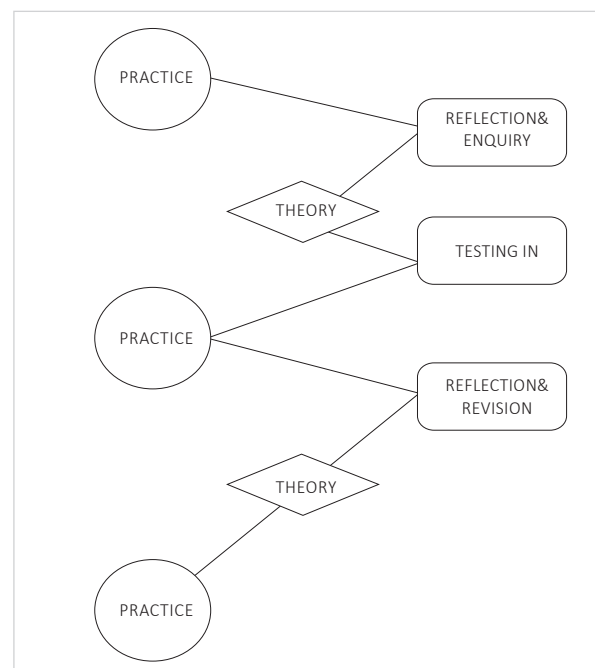 PRACTICE
REFLECTION&
ENQUIRY
THEORY
TESTING IN
PRACTICE
REFLECTION&
REVISION
THEORY
PRACTICE